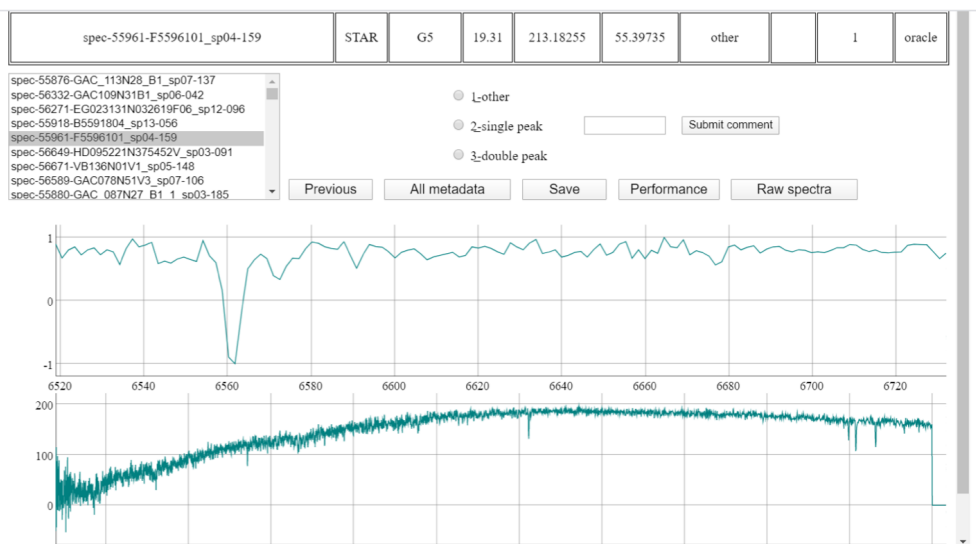 spec-55961-F5596101_sp04-159 STAR G5 19.31 213.18255 55.39735 other 1 oracle
spec-55876-GAC_113N28_B1_sp07-137
spec-56332-GAC109N31B1_sp06-042
spec-56271-EG023131N032619F06_sp12-096
spec-55918-B5591804_sp13-056
spec-55961-F5596101_sp04-159
spec-56649-HD095221N375452V_sp03-091
spec-56671-VB136N01V1_sp05-148
spec-56589-GAC078N51V3_sp07-106
spec-55880-GAC_087N27_B1_1_sp03-185
1-other
2-single peak
Submit comment
3-double peak
Previous All metadata Save Performance Raw spectra
1
0
-1
6520 6540 6560 6580 6600 6620 6640 6660 6680 6700 6720
200
100
0